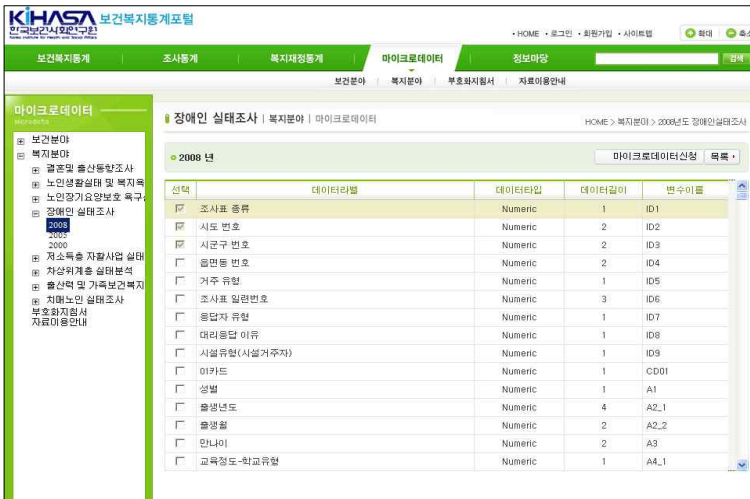 KiHASA 보건복지통계포털
한국보건사회연구원
• HOME • 로그인 • 회원가입 • 사이트맵
확대 축소
보건복지통계 조사통계 복지재정통계 마이크로데이터 정보마당 검색
보건분야 복지분야 부호화지침서 자료이용안내
마이크로데이터
장애인 실태조사 | 복지분야 | 마이크로데이터
HOME > 복지분야 > 2008년도 장애인실태조사
보건분야
복지분야
결혼및 출산동향조사
노인생활실태 및 복지욕
노인장기요양보호 욕구
장애인 실태조사
2008
2005
2000
저소득층 자활사업 실태
차상위계층 실태분석
출산력 및 가족보건복지
치매노인 실태조사
부호화지침서
자료이용안내
2008 년
마이크로데이터신청 목록
선택 데이터라벨 데이터타입 데이터길이 변수이름
조사표 종류 Numeric 1 ID1
시도 번호 Numeric 2 ID2
시군구 번호 Numeric 2 ID3
읍면동 번호 Numeric 2 ID4
거주 유형 Numeric 1 ID5
조사표 일련번호 Numeric 3 ID6
응답자 유형 Numeric 1 ID7
대리응답 이유 Numeric 1 ID8
시설유형(시설거주자) Numeric 1 ID9
01카드 Numeric 1 CD01
성별 Numeric 1 A1
출생년도 Numeric 4 A2_1
출생월 Numeric 2 A2_2
만나이 Numeric 2 A3
교육정도-학교유형 Numeric 1 A4_1